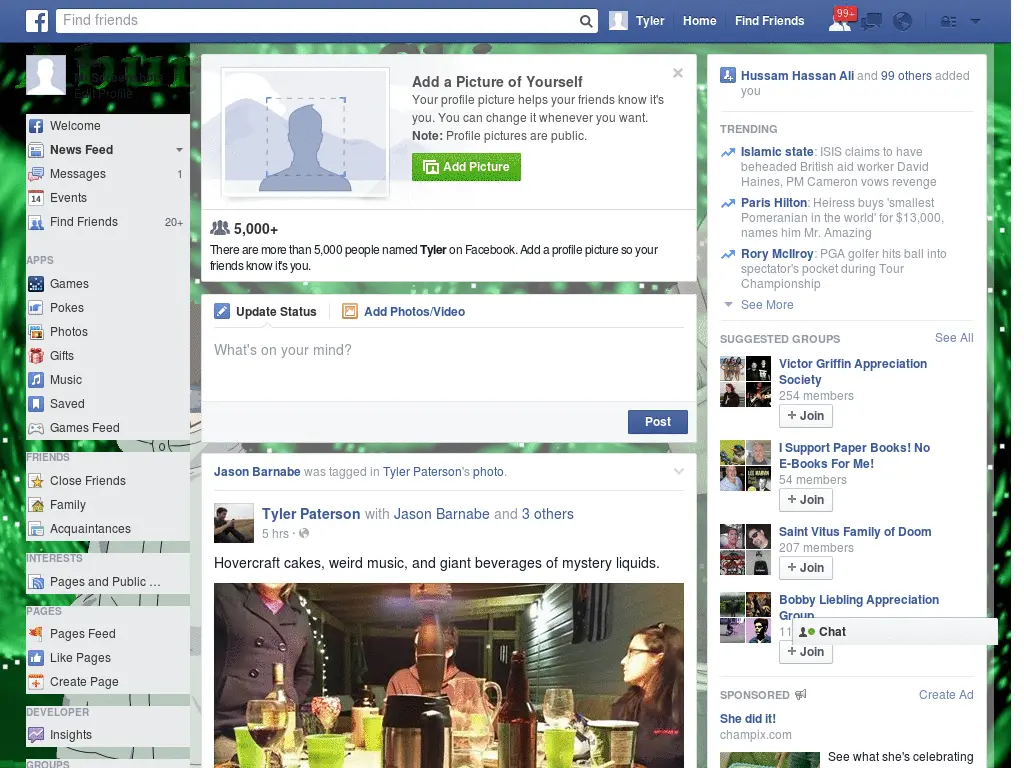 Find friends
Tyler
Home
Find Friends
99+
Edit Profile
Welcome
News Feed
Messages
1
14
Events
Find Friends
20+
APPS
Games
Pokes
Photos
Gifts
Music
Saved
Games Feed
FRIENDS
Close Friends
Family
Acquaintances
INTERESTS
Pages and Public ...
PAGES
Pages Feed
Like Pages
Create Page
DEVELOPER
Insights
GROUPS
Add a Picture of Yourself
Your profile picture helps your friends know it's
you. You can change it whenever you want.
Note: Profile pictures are public.
Add Picture
5,000+
There are more than 5,000 people named Tyler on Facebook. Add a profile picture so your
friends know it's you.
Update Status
Add Photos/Video
What's on your mind?
Post
Jason Barnabe was tagged in Tyler Paterson's photo.
Tyler Paterson with Jason Barnabe and 3 others
5 hrs ·
Hovercraft cakes, weird music, and giant beverages of mystery liquids.
Hussam Hassan Ali and 99 others added
you
TRENDING
Islamic state: ISIS claims to have
beheaded British aid worker David
Haines, PM Cameron vows revenge
Paris Hilton: Heiress buys 'smallest
Pomeranian in the world' for $13,000,
names him Mr. Amazing
Rory McIlroy: PGA golfer hits ball into
spectator's pocket during Tour
Championship
See More
SUGGESTED GROUPS
See All
Victor Griffin Appreciation
Society
254 members
+ Join
I Support Paper Books! No
E-Books For Me!
54 members
+ Join
Saint Vitus Family of Doom
207 members
+ Join
Bobby Liebling Appreciation
Group
11
+ Join
Chat
SPONSORED
Create Ad
She did it!
champix.com
See what she's celebrating